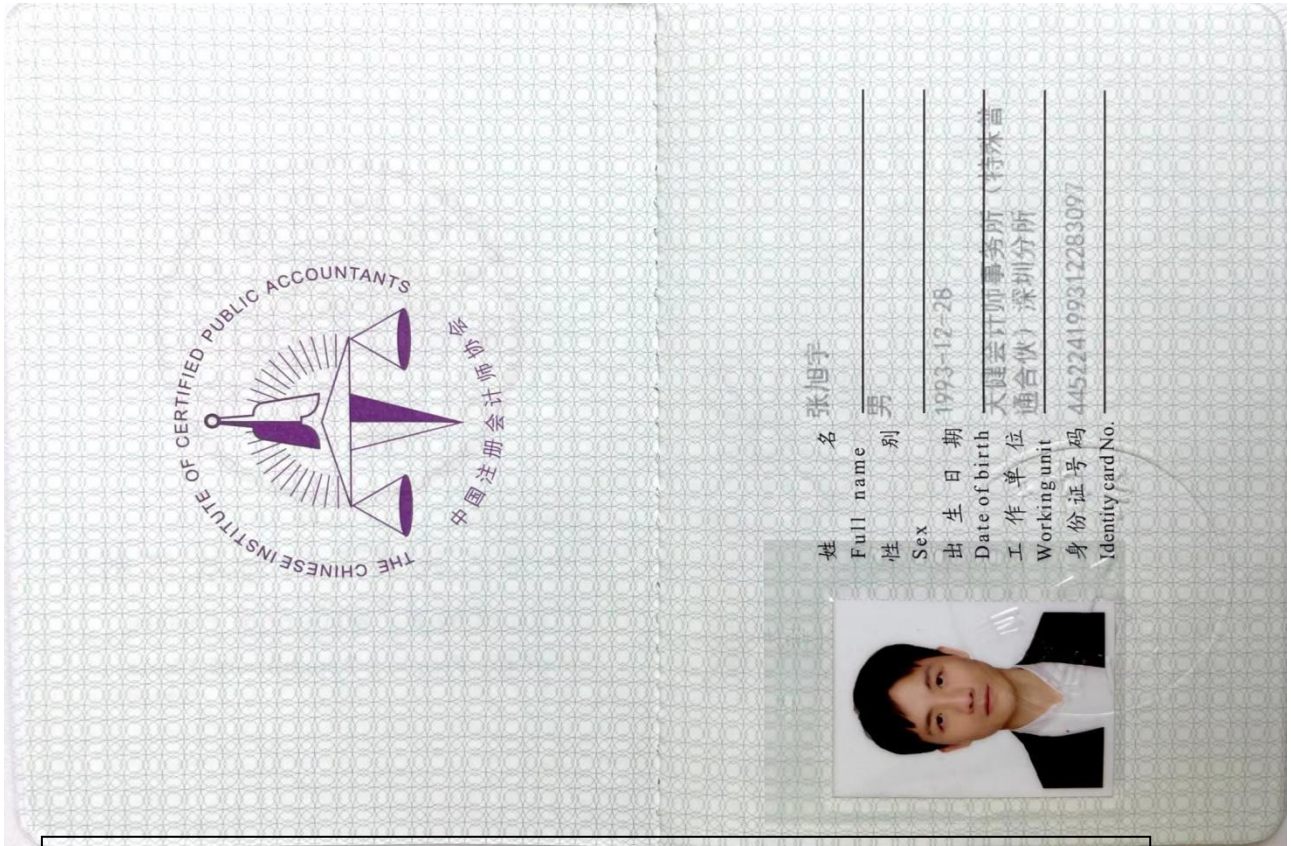 THE CHINESE INSTITUTE OF CERTIFIED PUBLIC ACCOUNTANTS
中国注册会计师协会
姓 名 张旭宇
Full name
性 别 男
Sex
出生日期 1993-12-28
Date of birth
工作单位 天健会计师事务所（特殊普
通合伙）深圳分所
Working unit
身份证号码 445224199312283097
Identity card No.